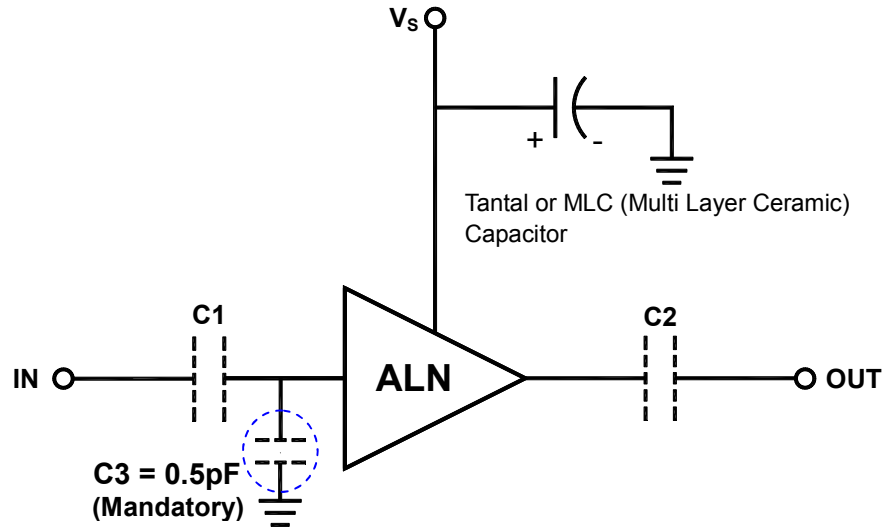 Vs
+ -
Tantal or MLC (Multi Layer Ceramic)
Capacitor
C1
C2
IN
ALN
OUT
C3 = 0.5pF
(Mandatory)